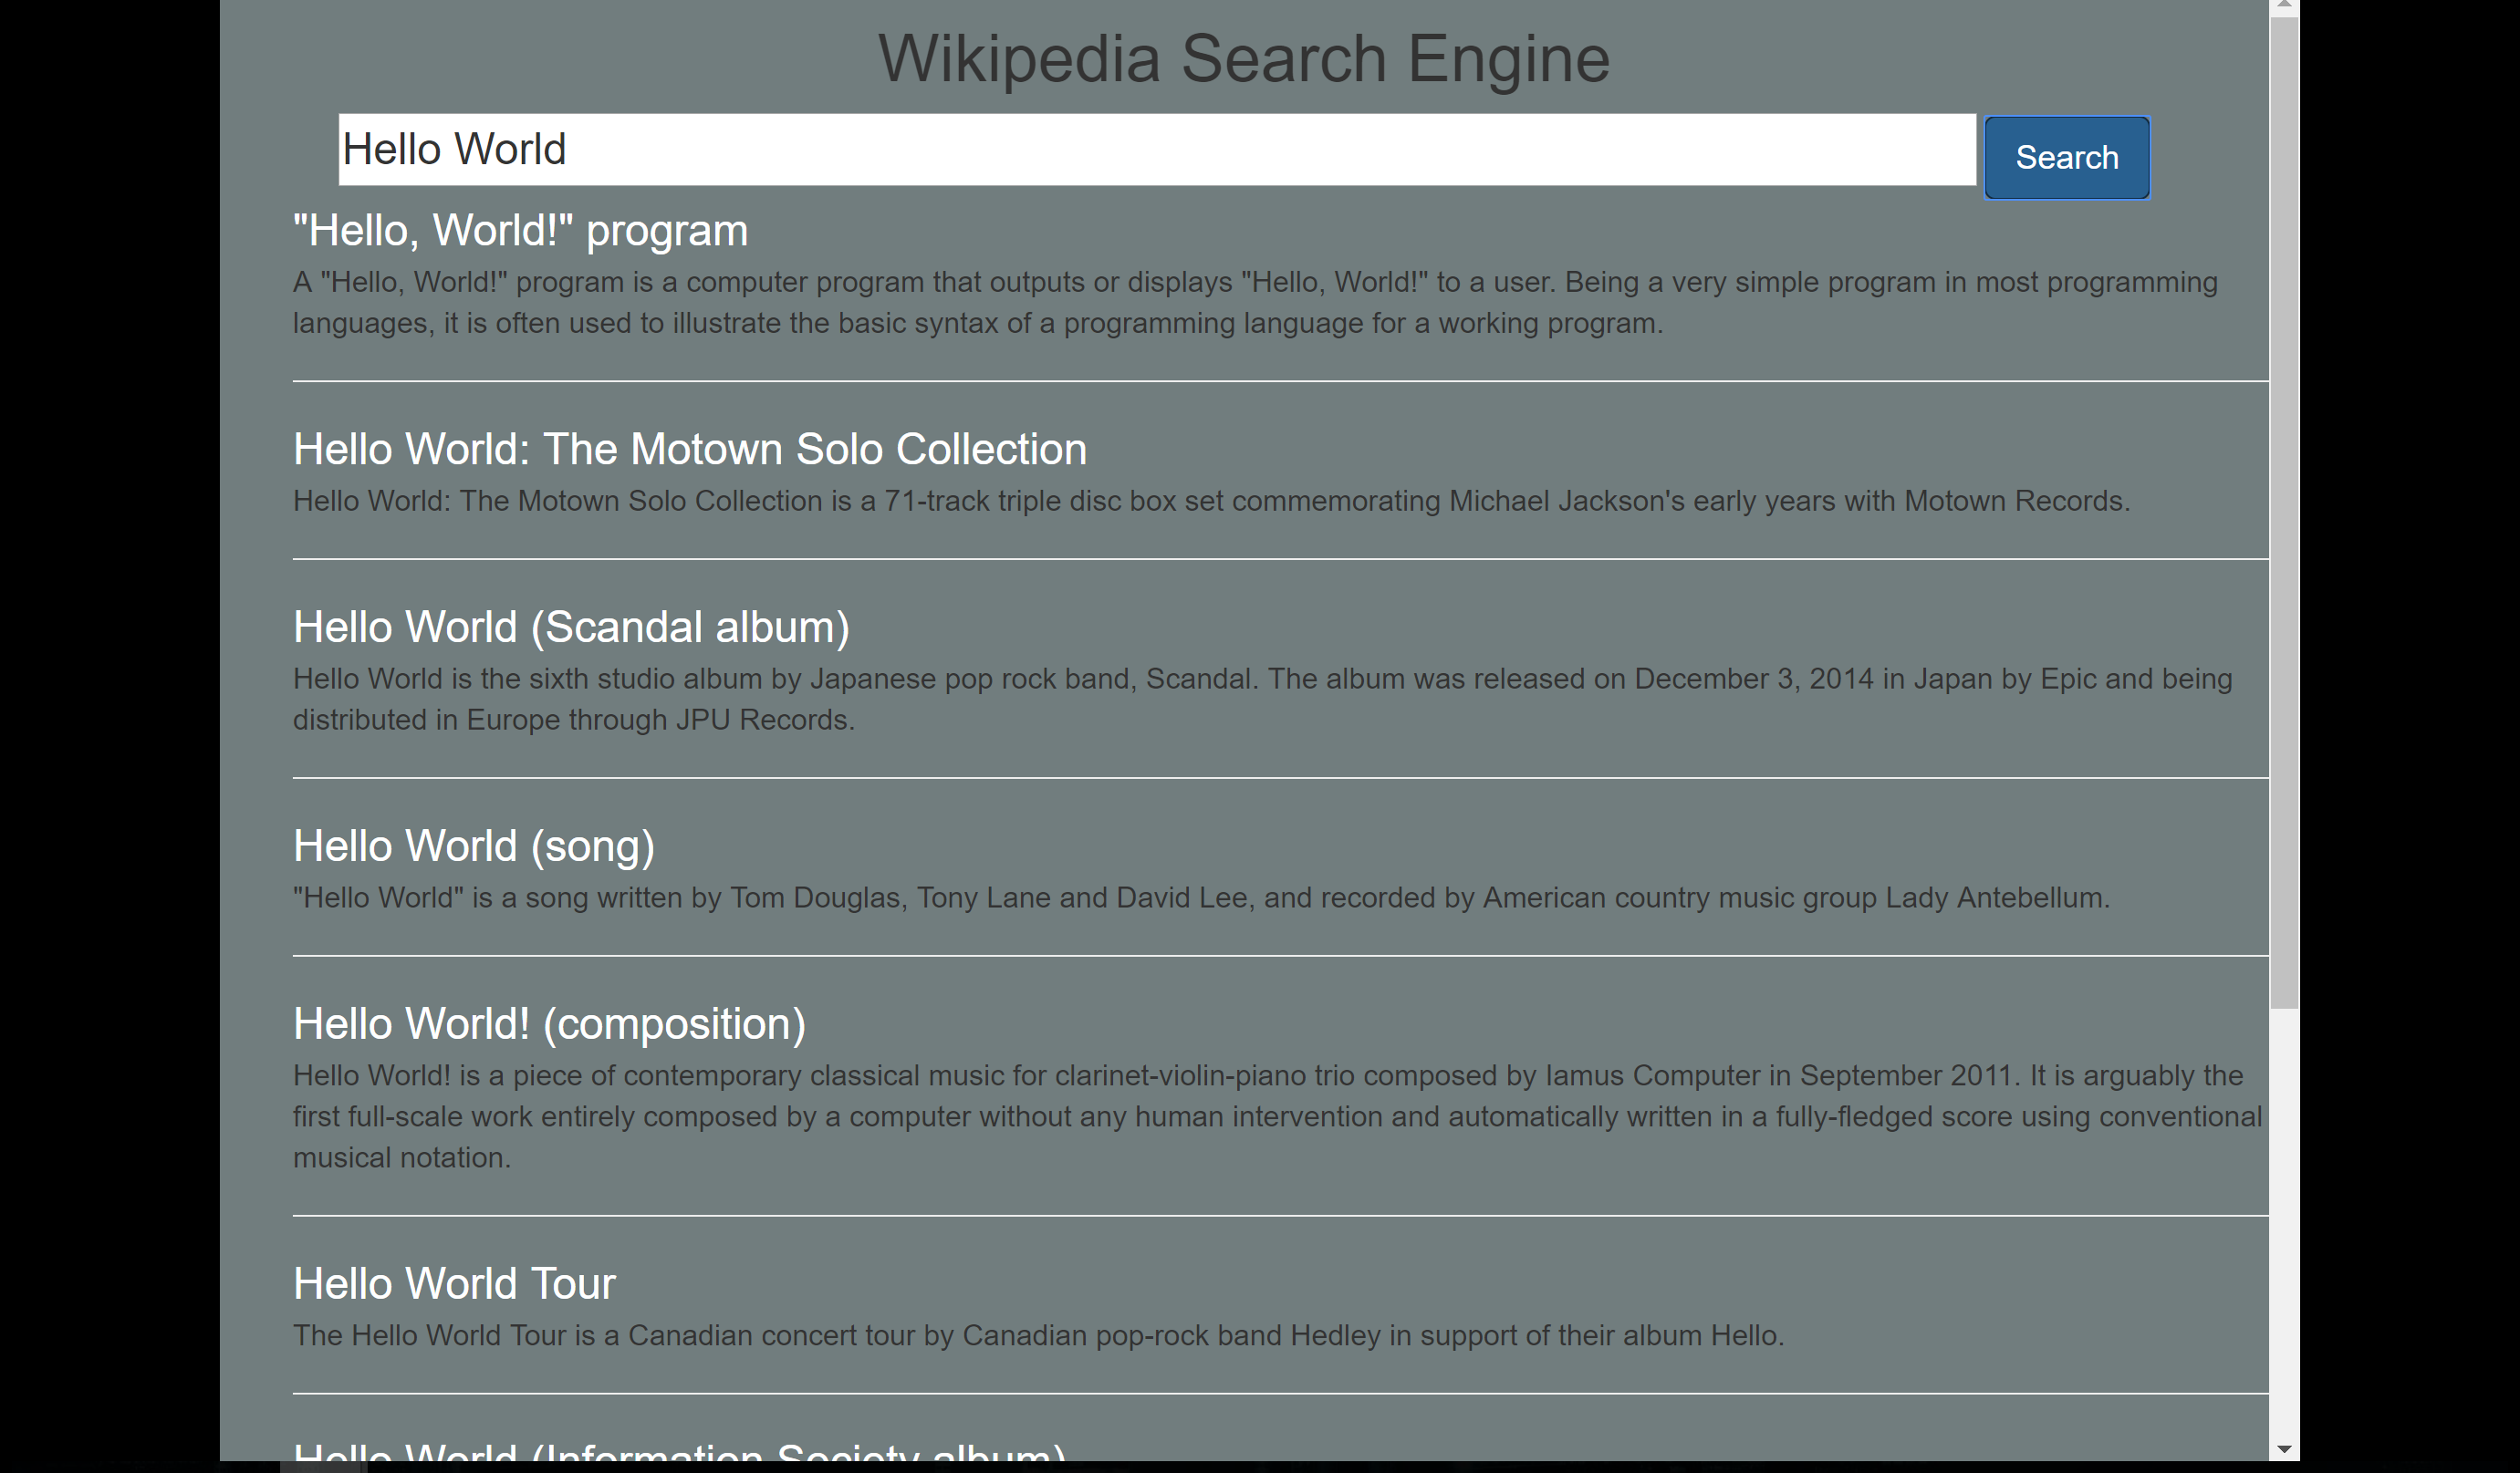 Wikipedia Search Engine
Hello World
Search
"Hello, World!" program
A "Hello, World!" program is a computer program that outputs or displays "Hello, World!" to a user. Being a very simple program in most programming
languages, it is often used to illustrate the basic syntax of a programming language for a working program.
Hello World: The Motown Solo Collection
Hello World: The Motown Solo Collection is a 71-track triple disc box set commemorating Michael Jackson's early years with Motown Records.
Hello World (Scandal album)
Hello World is the sixth studio album by Japanese pop rock band, Scandal. The album was released on December 3, 2014 in Japan by Epic and being
distributed in Europe through JPU Records.
Hello World (song)
"Hello World" is a song written by Tom Douglas, Tony Lane and David Lee, and recorded by American country music group Lady Antebellum.
Hello World! (composition)
Hello World! is a piece of contemporary classical music for clarinet-violin-piano trio composed by Iamus Computer in September 2011. It is arguably the
first full-scale work entirely composed by a computer without any human intervention and automatically written in a fully-fledged score using conventional
musical notation.
Hello World Tour
The Hello World Tour is a Canadian concert tour by Canadian pop-rock band Hedley in support of their album Hello.
Hello World (Information Society album)